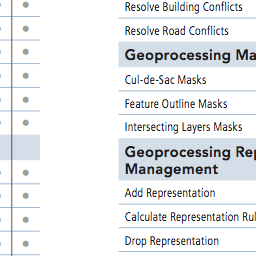 Resolve Building Conflicts
Resolve Road Conflicts
Geoprocessing Ma
Cul-de-Sac Masks
Feature Outline Masks
Intersecting Layers Masks
Geoprocessing Rep
Management
Add Representation
Calculate Representation Rul
Drop Representation